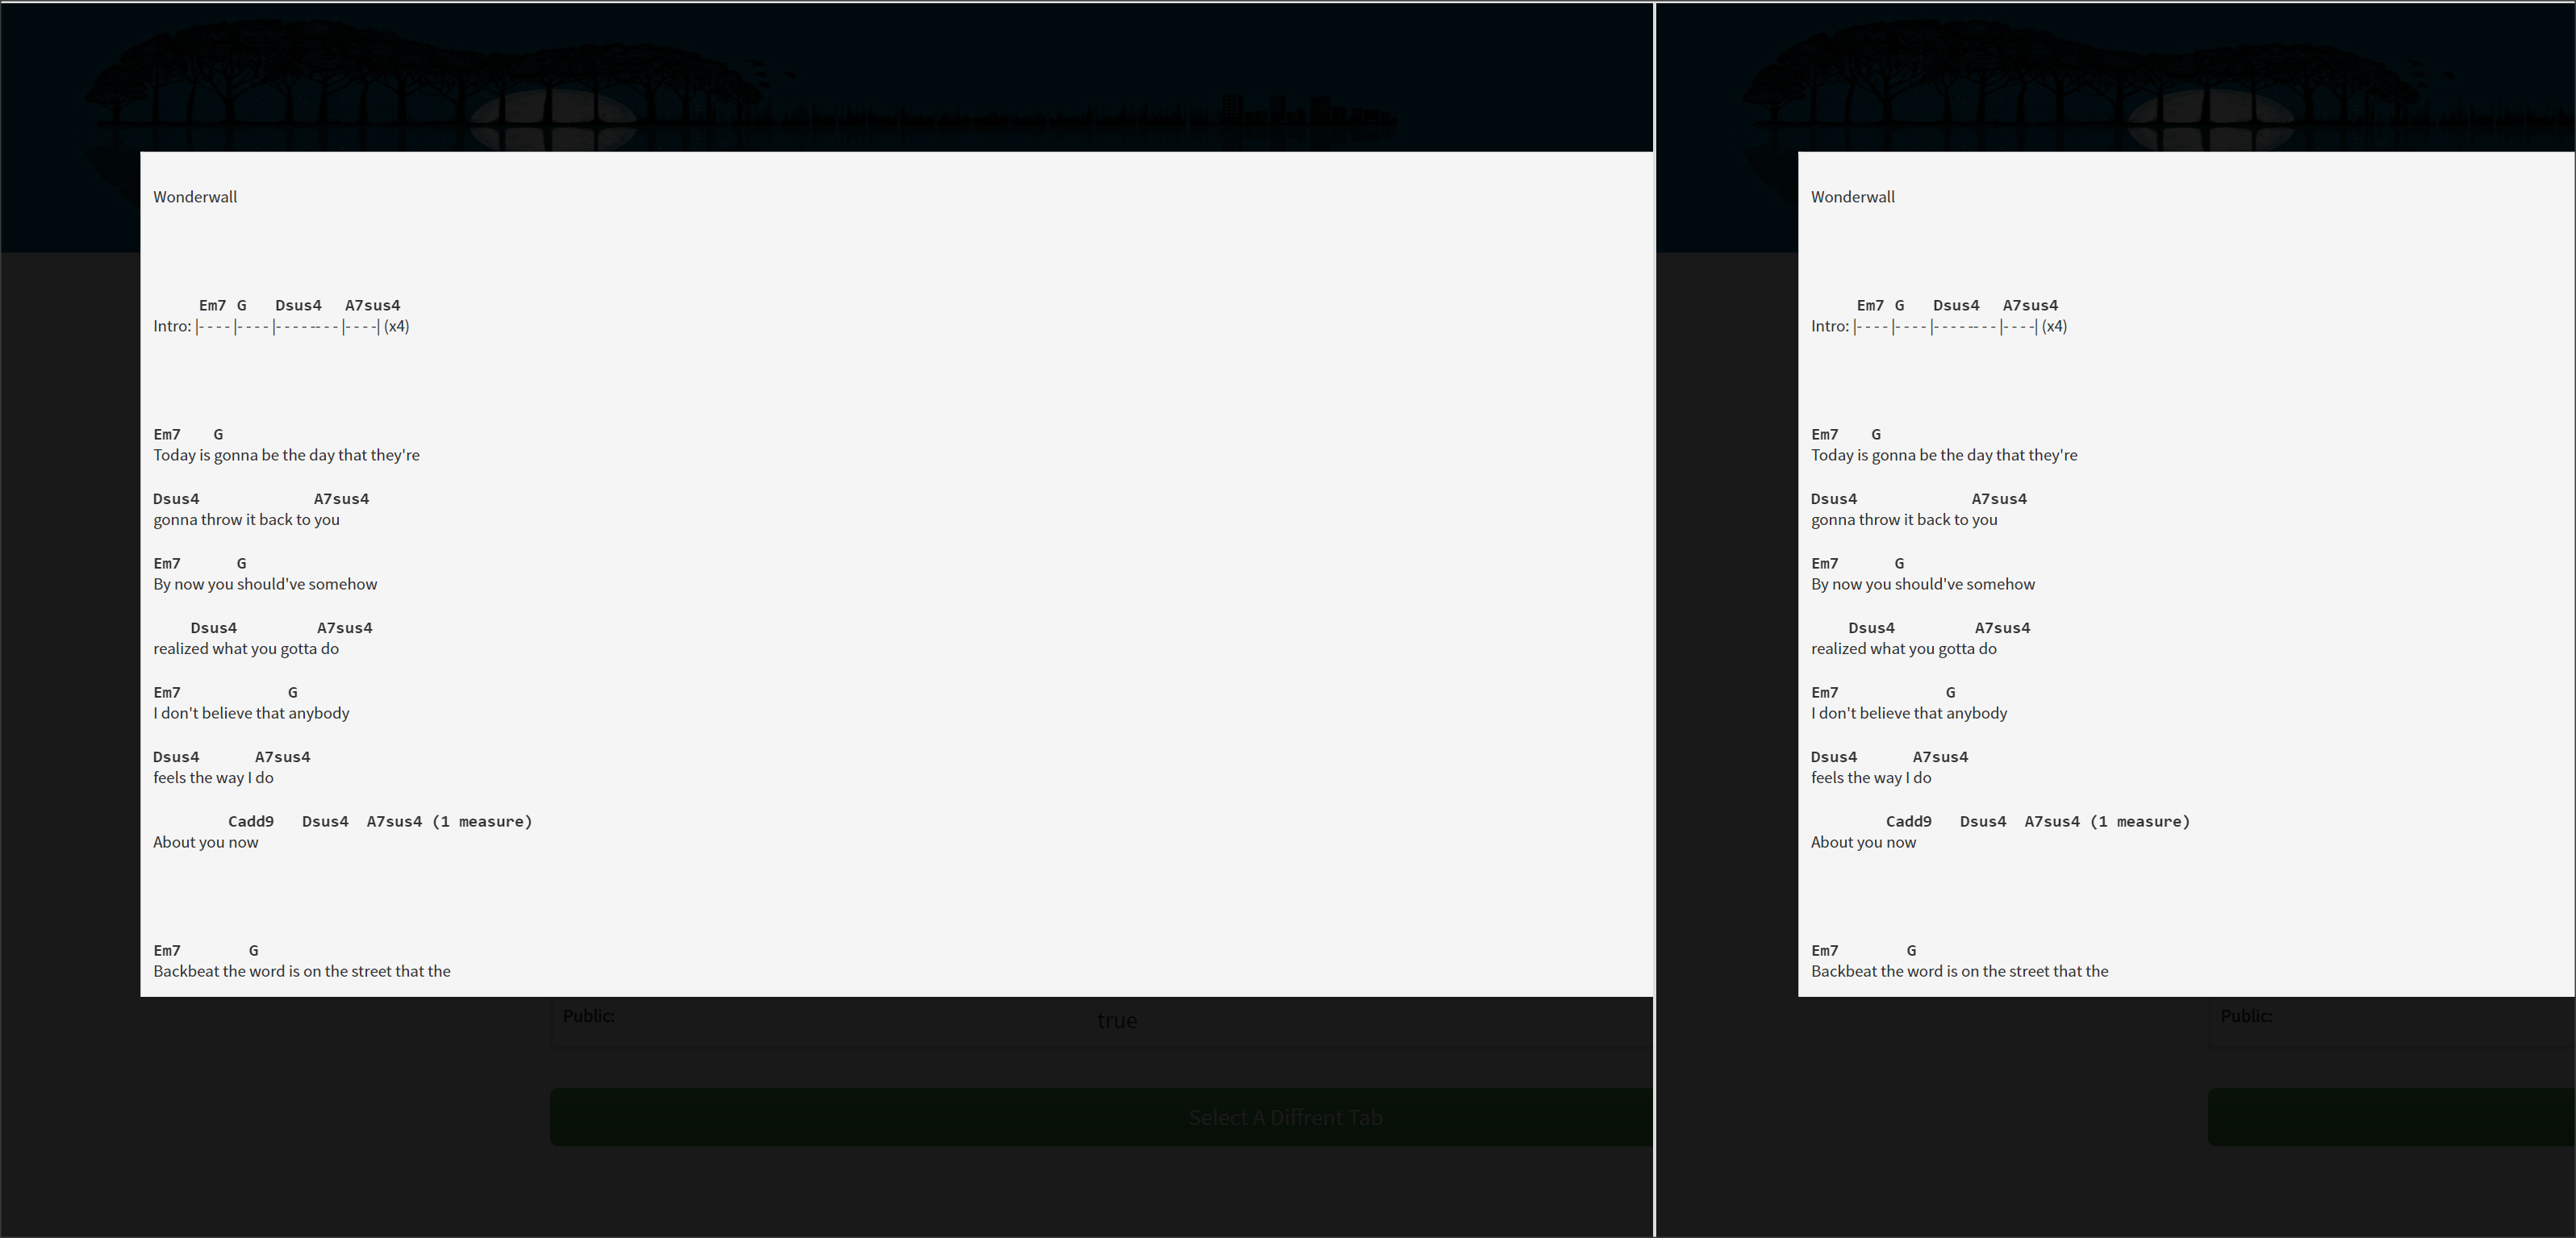 Wonderwall
Em7 G Dsus4 A7sus4
Intro: |----|----|--------|----| (x4)
Em7 G
Today is gonna be the day that they're
Dsus4 A7sus4
gonna throw it back to you
Em7 G
By now you should've somehow
Dsus4 A7sus4
realized what you gotta do
Em7 G
I don't believe that anybody
Dsus4 A7sus4
feels the way I do
Cadd9 Dsus4 A7sus4 (1 measure)
About you now
Em7 G
Backbeat the word is on the street that the
Public: true
Select A Diffrent Tab
Wonderwall
Em7 G Dsus4 A7sus4
Intro: |----|----|--------|----| (x4)
Em7 G
Today is gonna be the day that they're
Dsus4 A7sus4
gonna throw it back to you
Em7 G
By now you should've somehow
Dsus4 A7sus4
realized what you gotta do
Em7 G
I don't believe that anybody
Dsus4 A7sus4
feels the way I do
Cadd9 Dsus4 A7sus4 (1 measure)
About you now
Em7 G
Backbeat the word is on the street that the
Public: